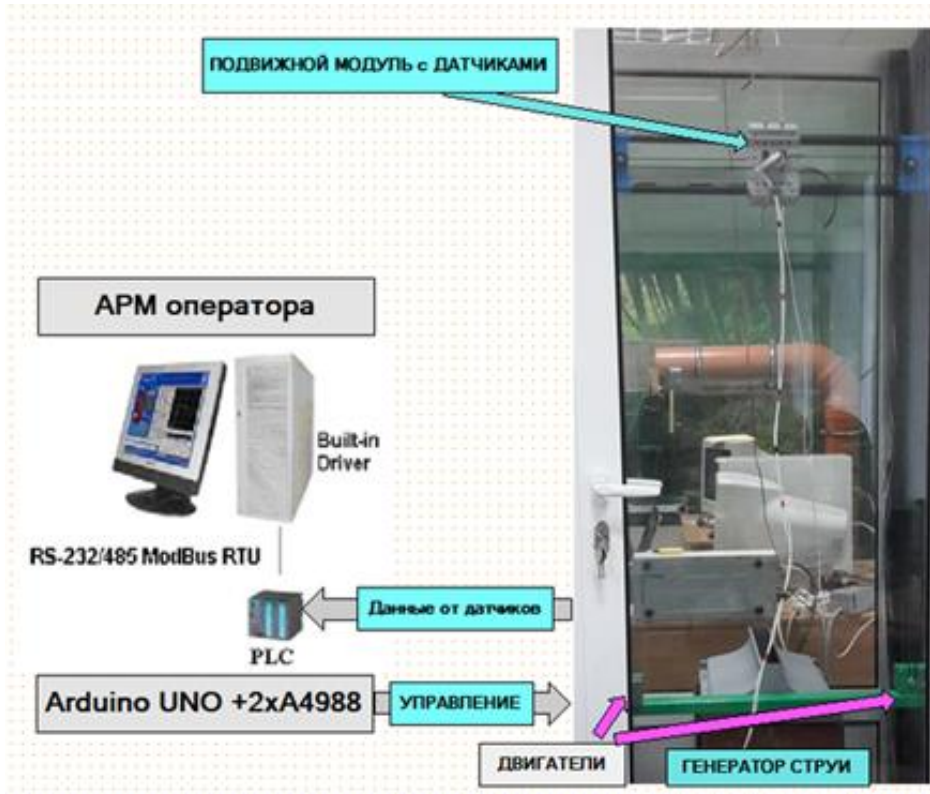 ПОДВИЖНОЙ МОДУЛЬ с ДАТЧИКАМИ
АРМ оператора
Built-in
Driver
RS-232/485 ModBus RTU
Данные от датчиков
PLC
Arduino UNO +2xA4988
УПРАВЛЕНИЕ
ДВИГАТЕЛИ
ГЕНЕРАТОР СТРУИ